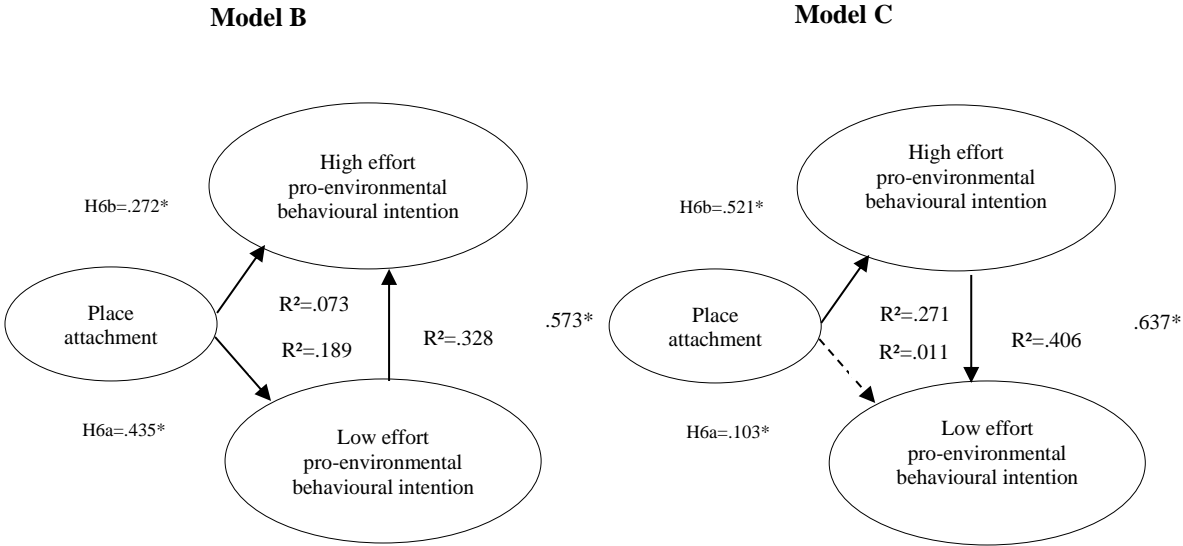 Model B
High effort
pro-environmental
behavioural intention
H6b=.272*
Place
attachment
R²=.073
R²=.189
R²=.328
.573*
H6a=.435*
Low effort
pro-environmental
behavioural intention
Model C
High effort
pro-environmental
behavioural intention
H6b=.521*
Place
attachment
R²=.271
R²=.011
R²=.406
.637*
H6a=.103*
Low effort
pro-environmental
behavioural intention